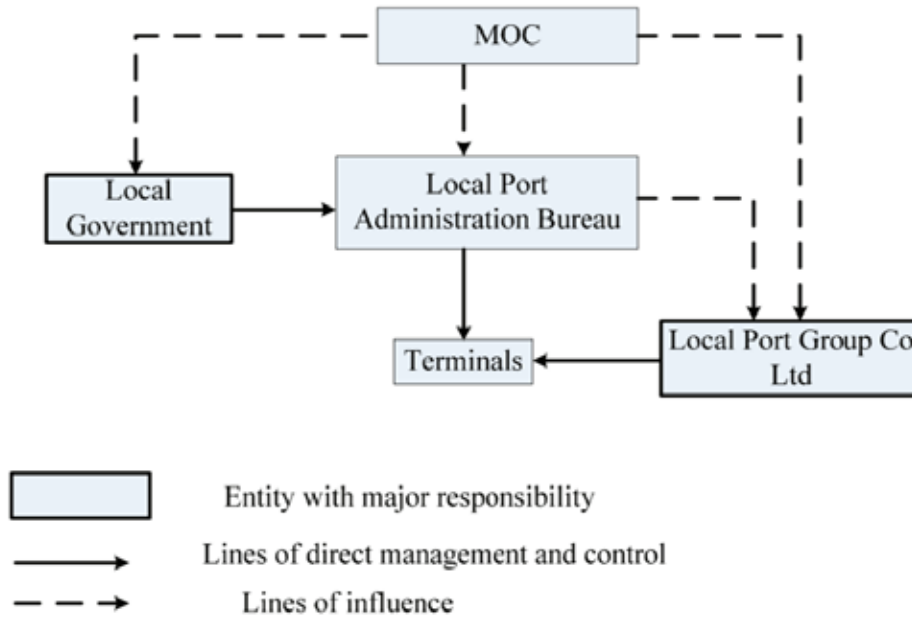 MOC
Local
Government
Local Port
Administration Bureau
Terminals
Local Port Group Co
Ltd
Entity with major responsibility
Lines of direct management and control
Lines of influence